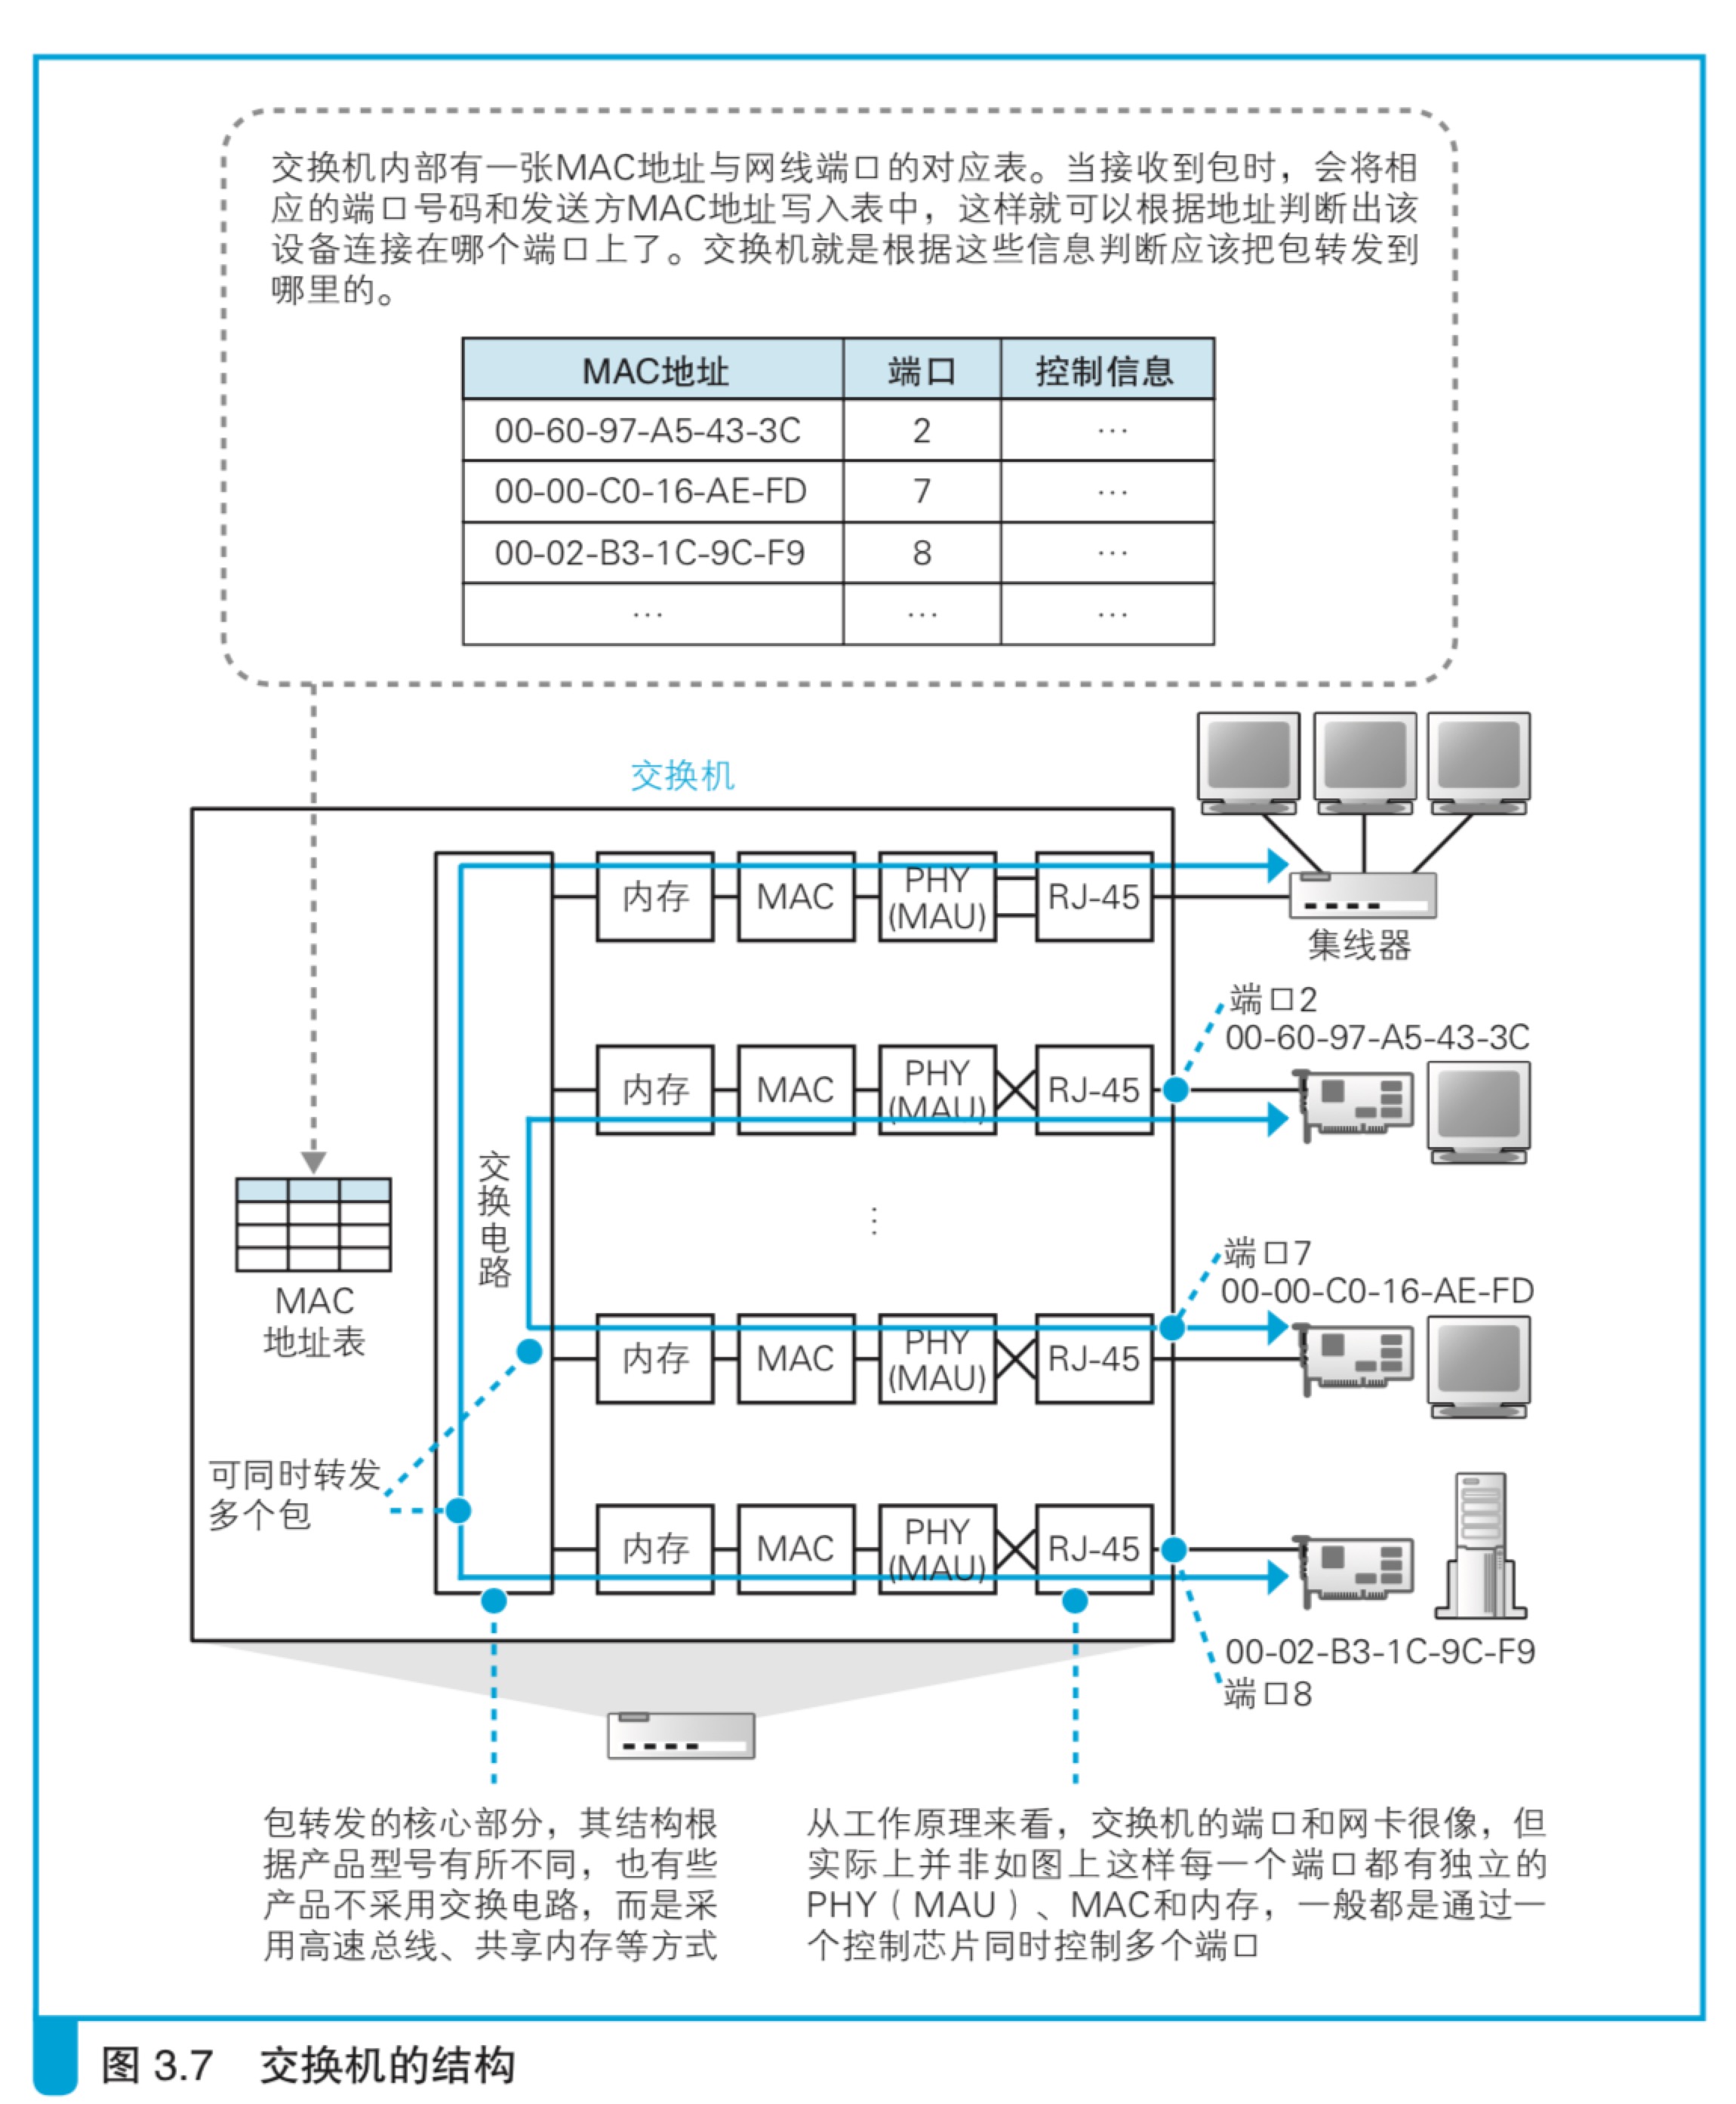 交换机内部有一张MAC地址与网线端口的对应表。当接收到包时，会将相
应的端口号码和发送方MAC地址写入表中，这样就可以根据地址判断出该
设备连接在哪个端口上了。交换机就是根据这些信息判断应该把包转发到
哪里的。
MAC地址 端口 控制信息
00-60-97-A5-43-3C 2 …
00-00-C0-16-AE-FD 7 …
00-02-B3-1C-9C-F9 8 …
… … …
交换机
内存 MAC PHY RJ-45
(MAU)
集线器
端口2
00-60-97-A5-43-3C
内存 MAC PHY RJ-45
(MAU)
交换电路
⋮
MAC
地址表
端口7
00-00-C0-16-AE-FD
内存 MAC PHY RJ-45
(MAU)
可同时转发
多个包
内存 MAC PHY RJ-45
(MAU)
00-02-B3-1C-9C-F9
端口8
包转发的核心部分，其结构根
据产品型号有所不同，也有些
产品不采用交换电路，而是采
用高速总线、共享内存等方式
从工作原理来看，交换机的端口和网卡很像，但
实际上并非如图上这样每一个端口都有独立的
PHY（MAU）、MAC和内存，一般都是通过一
个控制芯片同时控制多个端口
图 3.7 交换机的结构